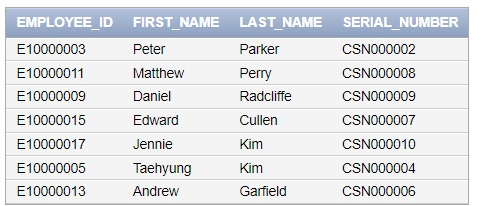 EMPLOYEE_ID FIRST_NAME LAST_NAME SERIAL_NUMBER
E10000003 Peter Parker CSN000002
E10000011 Matthew Perry CSN000008
E10000009 Daniel Radcliffe CSN000009
E10000015 Edward Cullen CSN000007
E10000017 Jennie Kim CSN000010
E10000005 Taehyung Kim CSN000004
E10000013 Andrew Garfield CSN000006